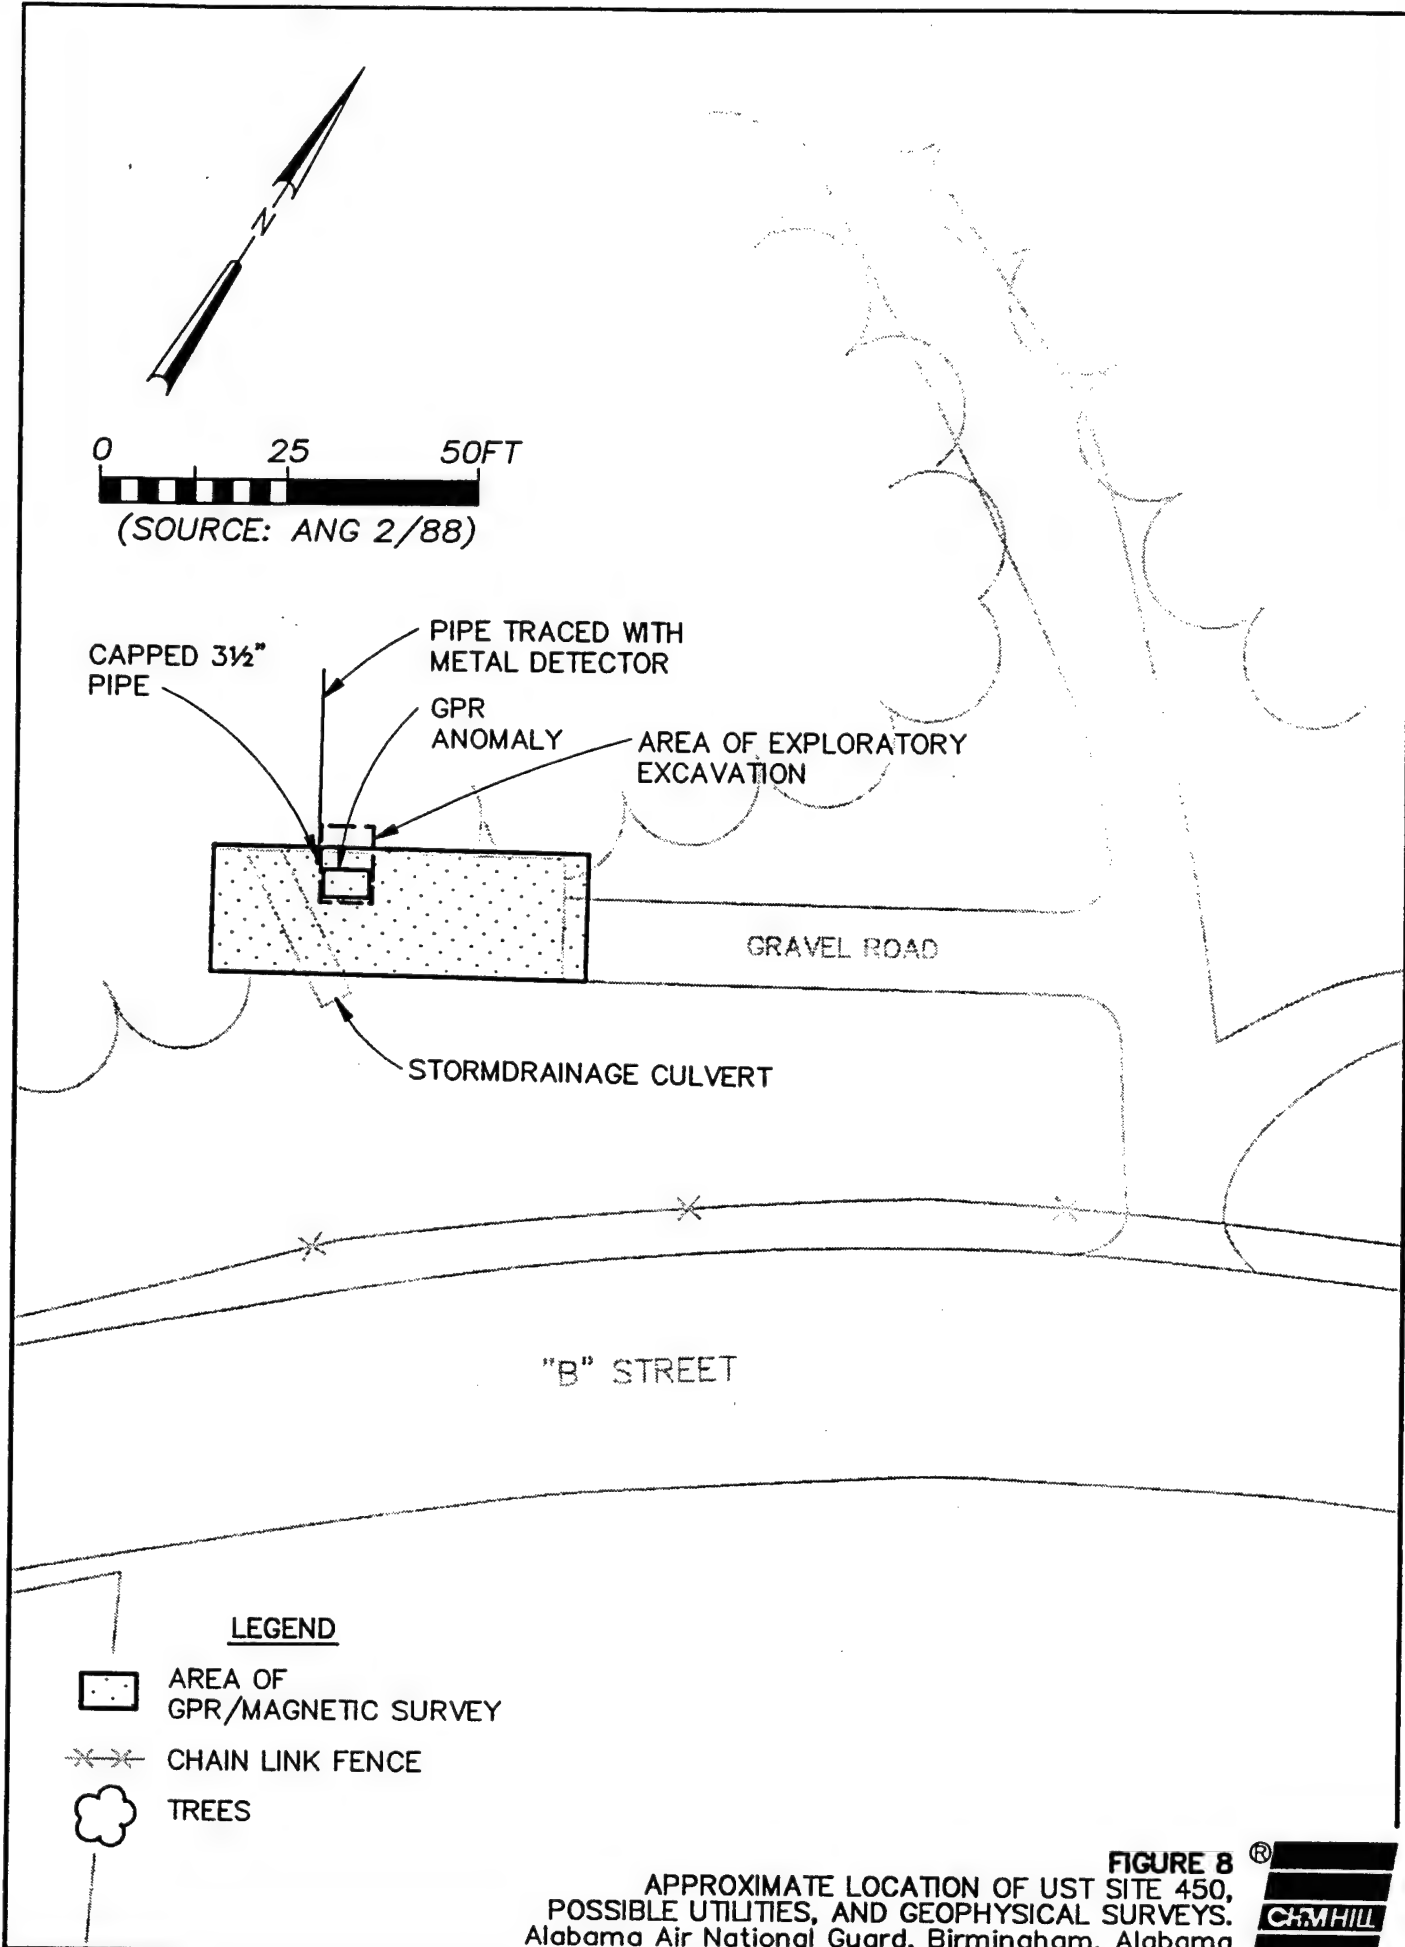 N
0 25 50FT
(SOURCE: ANG 2/88)
PIPE TRACED WITH
METAL DETECTOR
CAPPED 3½"
PIPE
GPR
ANOMALY
AREA OF EXPLORATORY
EXCAVATION
GRAVEL ROAD
STORMDRAINAGE CULVERT
"B" STREET
LEGEND
AREA OF
GPR/MAGNETIC SURVEY
CHAIN LINK FENCE
TREES
FIGURE 8
APPROXIMATE LOCATION OF UST SITE 450,
POSSIBLE UTILITIES, AND GEOPHYSICAL SURVEYS.
Alabama Air National Guard, Birmingham, Alabama
®
CH2M HILL